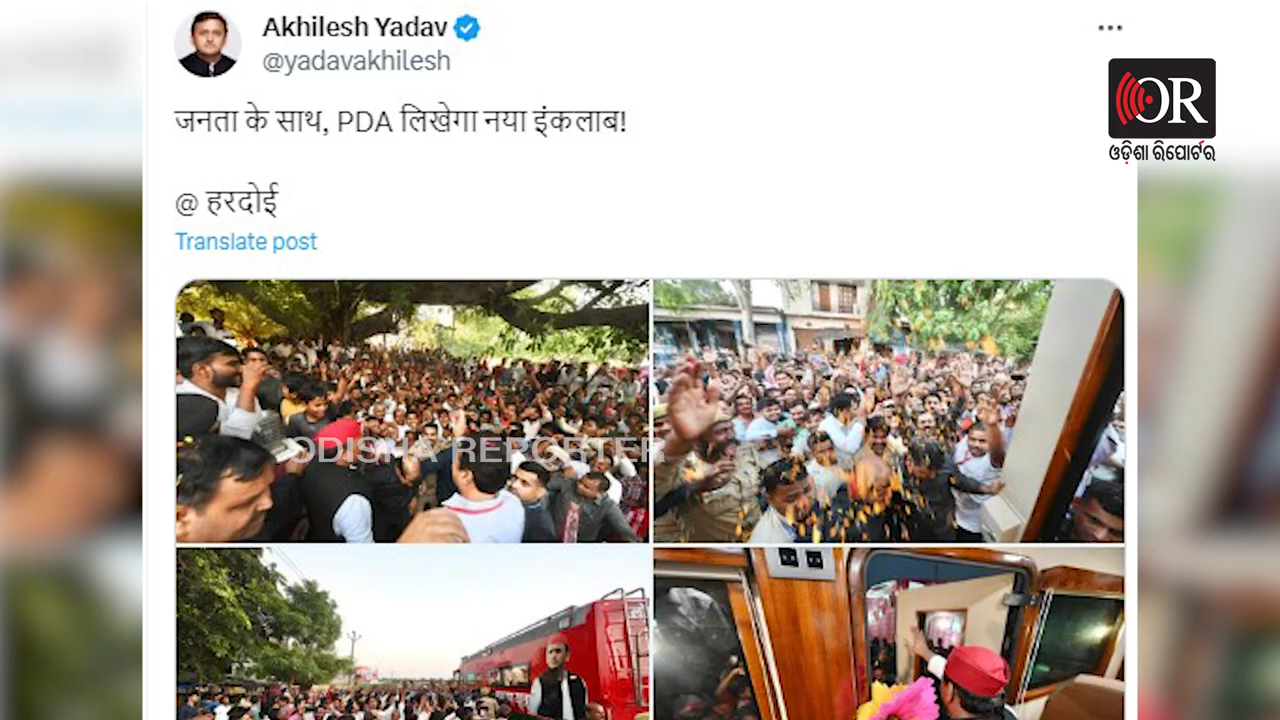 Akhilesh Yadav
@yadavakhilesh
OR
ଓଡ଼ିଶା ରିପୋର୍ଟର
जनता के साथ, PDA लिखेगा नया इंकलाब!
@ हरदोई
Translate post
ODISHA REPORTER